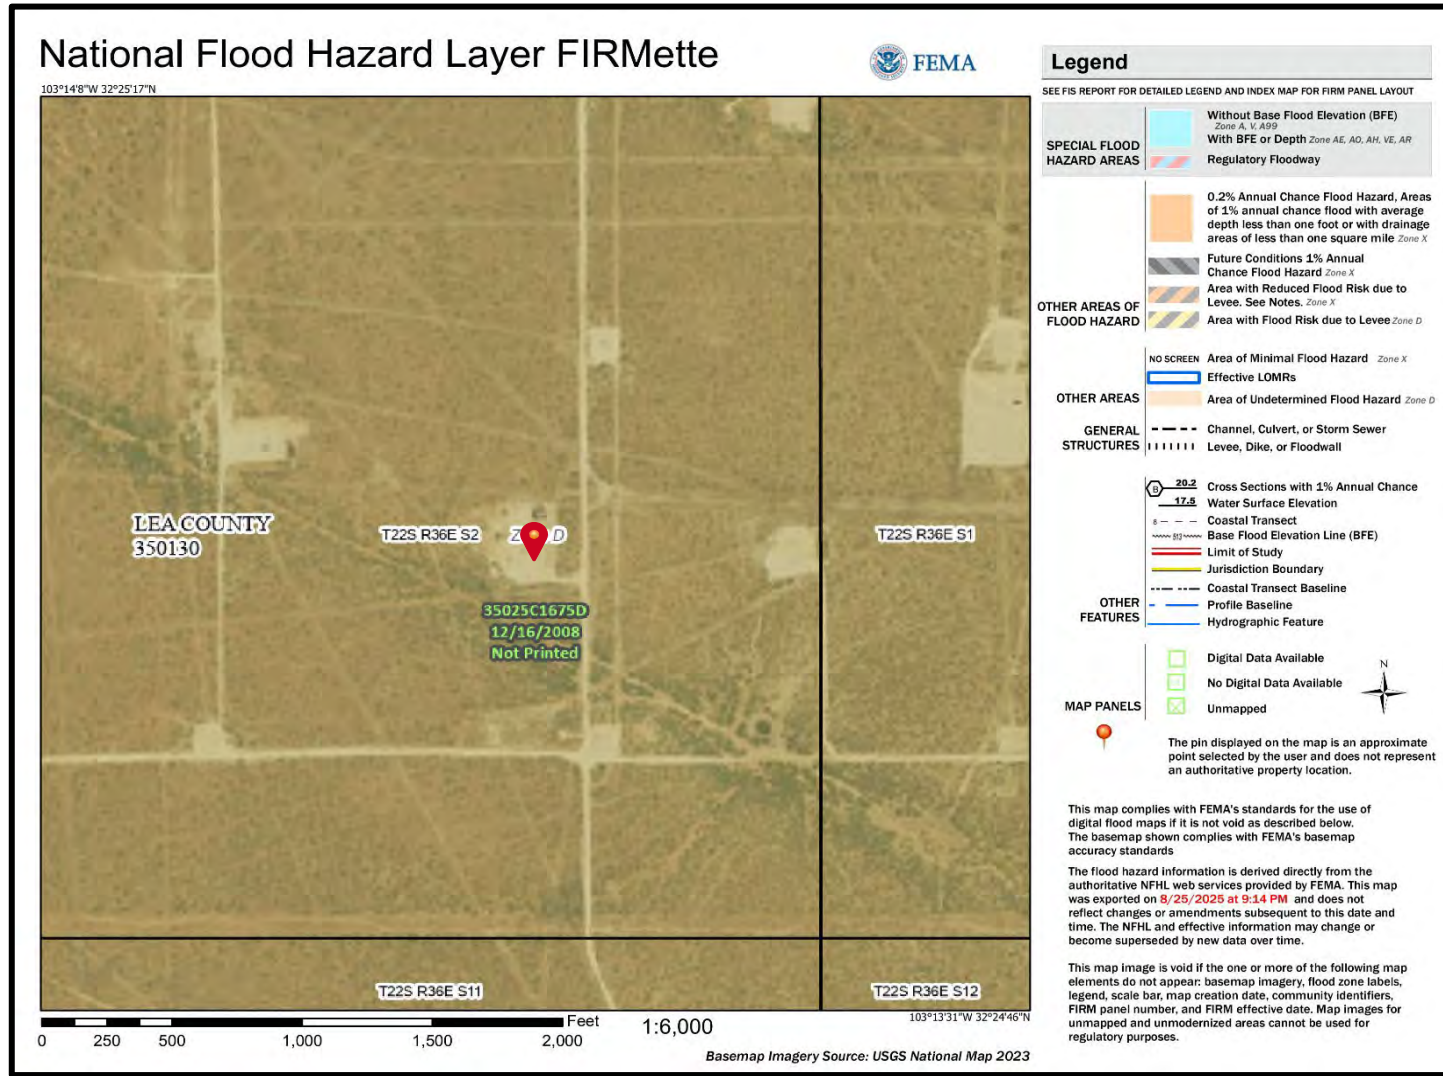 National Flood Hazard Layer FIRMette
FEMA
103°14'8"W 32°25'17"N
LEA COUNTY
350130
T22S R36E S2
D
T22S R36E S1
35025C1675D
12/16/2008
Not Printed
T22S R36E S11
T22S R36E S12
103°13'31"W 32°24'46"N
Feet
1:6,000
0 250 500 1,000 1,500 2,000
Basemap Imagery Source: USGS National Map 2023
Legend
SEE FIS REPORT FOR DETAILED LEGEND AND INDEX MAP FOR FIRM PANEL LAYOUT
SPECIAL FLOOD
HAZARD AREAS
Without Base Flood Elevation (BFE)
Zone A, V, A99
With BFE or Depth Zone AE, AO, AH, VE, AR
Regulatory Floodway
OTHER AREAS OF
FLOOD HAZARD
0.2% Annual Chance Flood Hazard, Areas
of 1% annual chance flood with average
depth less than one foot or with drainage
areas of less than one square mile Zone X
Future Conditions 1% Annual
Chance Flood Hazard Zone X
Area with Reduced Flood Risk due to
Levee. See Notes. Zone X
Area with Flood Risk due to Levee Zone D
OTHER AREAS
NO SCREEN Area of Minimal Flood Hazard Zone X
Effective LOMRs
Area of Undetermined Flood Hazard Zone D
GENERAL
STRUCTURES
Channel, Culvert, or Storm Sewer
Levee, Dike, or Floodwall
OTHER
FEATURES
B 20.2 Cross Sections with 1% Annual Chance
17.5 Water Surface Elevation
8 Coastal Transect
513 Base Flood Elevation Line (BFE)
Limit of Study
Jurisdiction Boundary
Coastal Transect Baseline
Profile Baseline
Hydrographic Feature
MAP PANELS
Digital Data Available
No Digital Data Available
Unmapped
N
The pin displayed on the map is an approximate
point selected by the user and does not represent
an authoritative property location.
This map complies with FEMA's standards for the use of
digital flood maps if it is not void as described below.
The basemap shown complies with FEMA's basemap
accuracy standards
The flood hazard information is derived directly from the
authoritative NFHL web services provided by FEMA. This map
was exported on 8/25/2025 at 9:14 PM and does not
reflect changes or amendments subsequent to this date and
time. The NFHL and effective information may change or
become superseded by new data over time.
This map image is void if the one or more of the following map
elements do not appear: basemap imagery, flood zone labels,
legend, scale bar, map creation date, community identifiers,
FIRM panel number, and FIRM effective date. Map images for
unmapped and unmodernized areas cannot be used for
regulatory purposes.